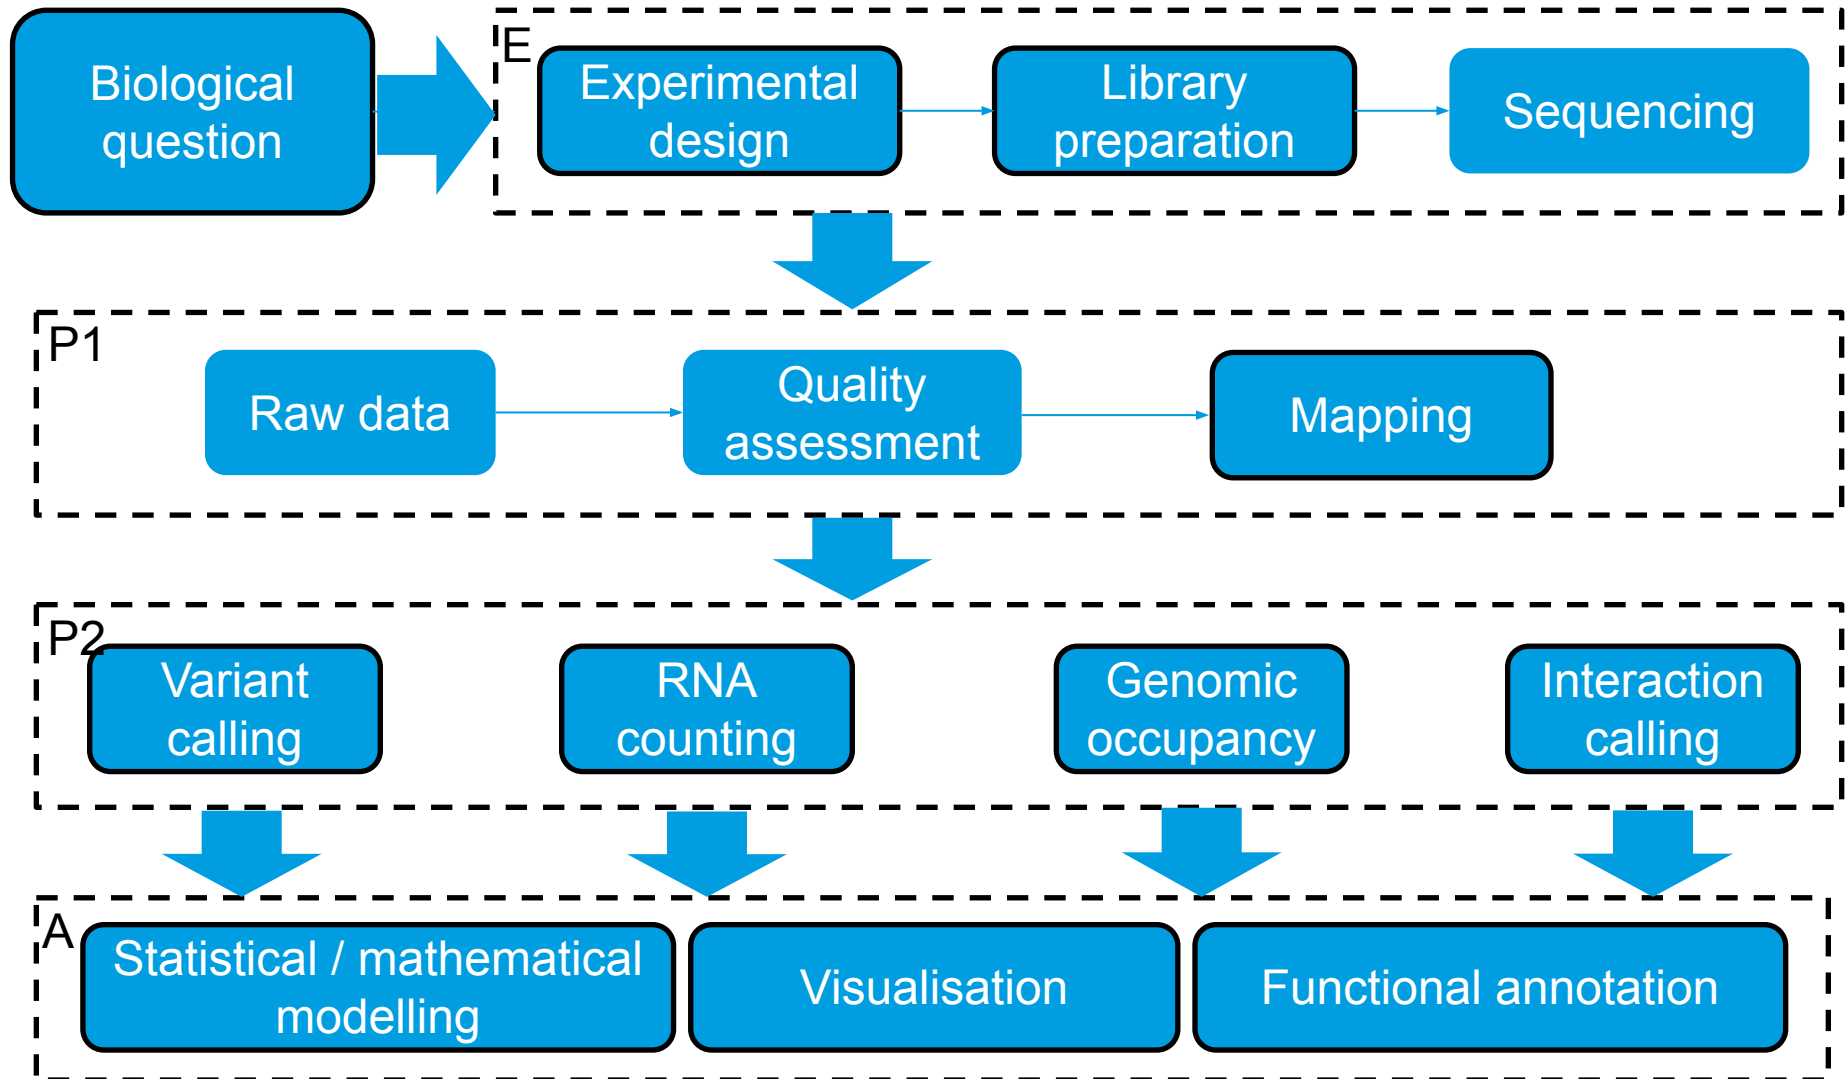 Biological
question
E
Experimental
design
Library
preparation
Sequencing
P1
Raw data
Quality
assessment
Mapping
P2
Variant
calling
RNA
counting
Genomic
occupancy
Interaction
calling
A
Statistical / mathematical
modelling
Visualisation
Functional annotation